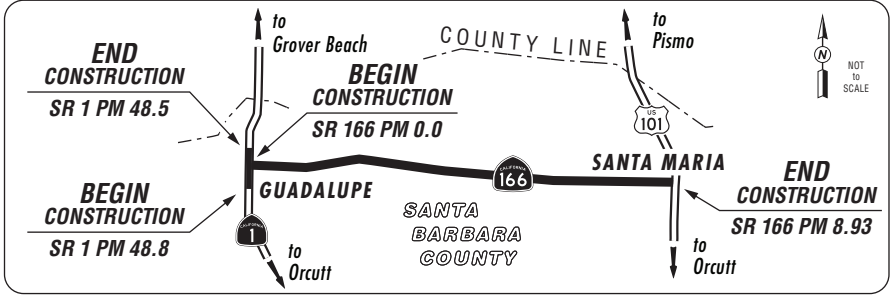 to
Grover Beach
COUNTY LINE
to
Pismo
N
NOT
to
SCALE
END
CONSTRUCTION
SR 1 PM 48.5
BEGIN
CONSTRUCTION
SR 166 PM 0.0
US
101
CALIFORNIA
166
SANTA MARIA
END
CONSTRUCTION
SR 166 PM 8.93
GUADALUPE
BEGIN
CONSTRUCTION
SR 1 PM 48.8
CALIFORNIA
1
SANTA
BARBARA
COUNTY
to
Orcutt
to
Orcutt